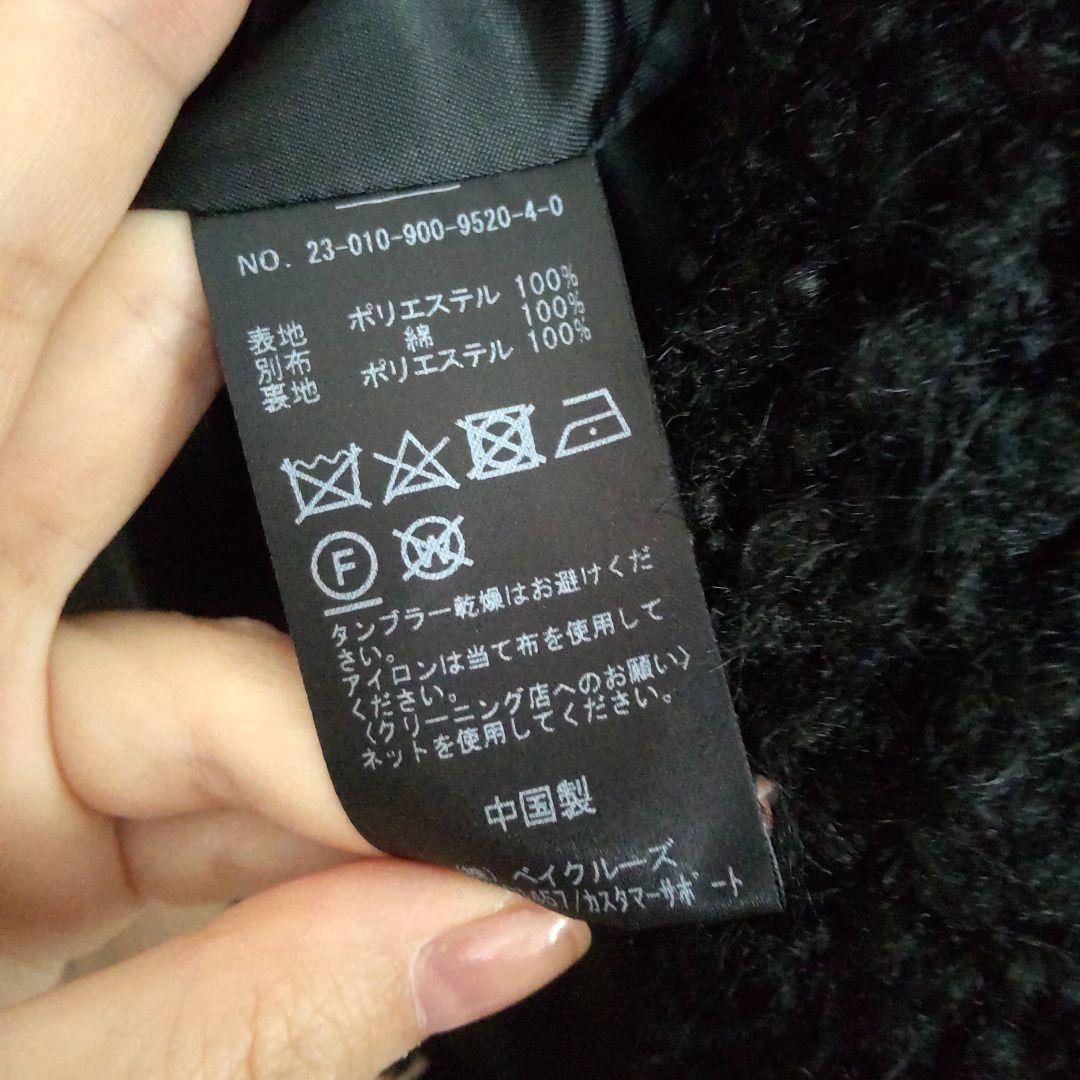 NO. 23-010-900-9520-4-0
表地 ポリエステル 100%
別布 綿 100%
裏地 ポリエステル 100%
F
W
タンブラー乾燥はお避けくだ
さい。
アイロンは当て布を使用して
ください。
〈クリーニング店へのお願い〉
ネットを使用してください。
中国製
ベイクルーズ
/カスタマーサポート